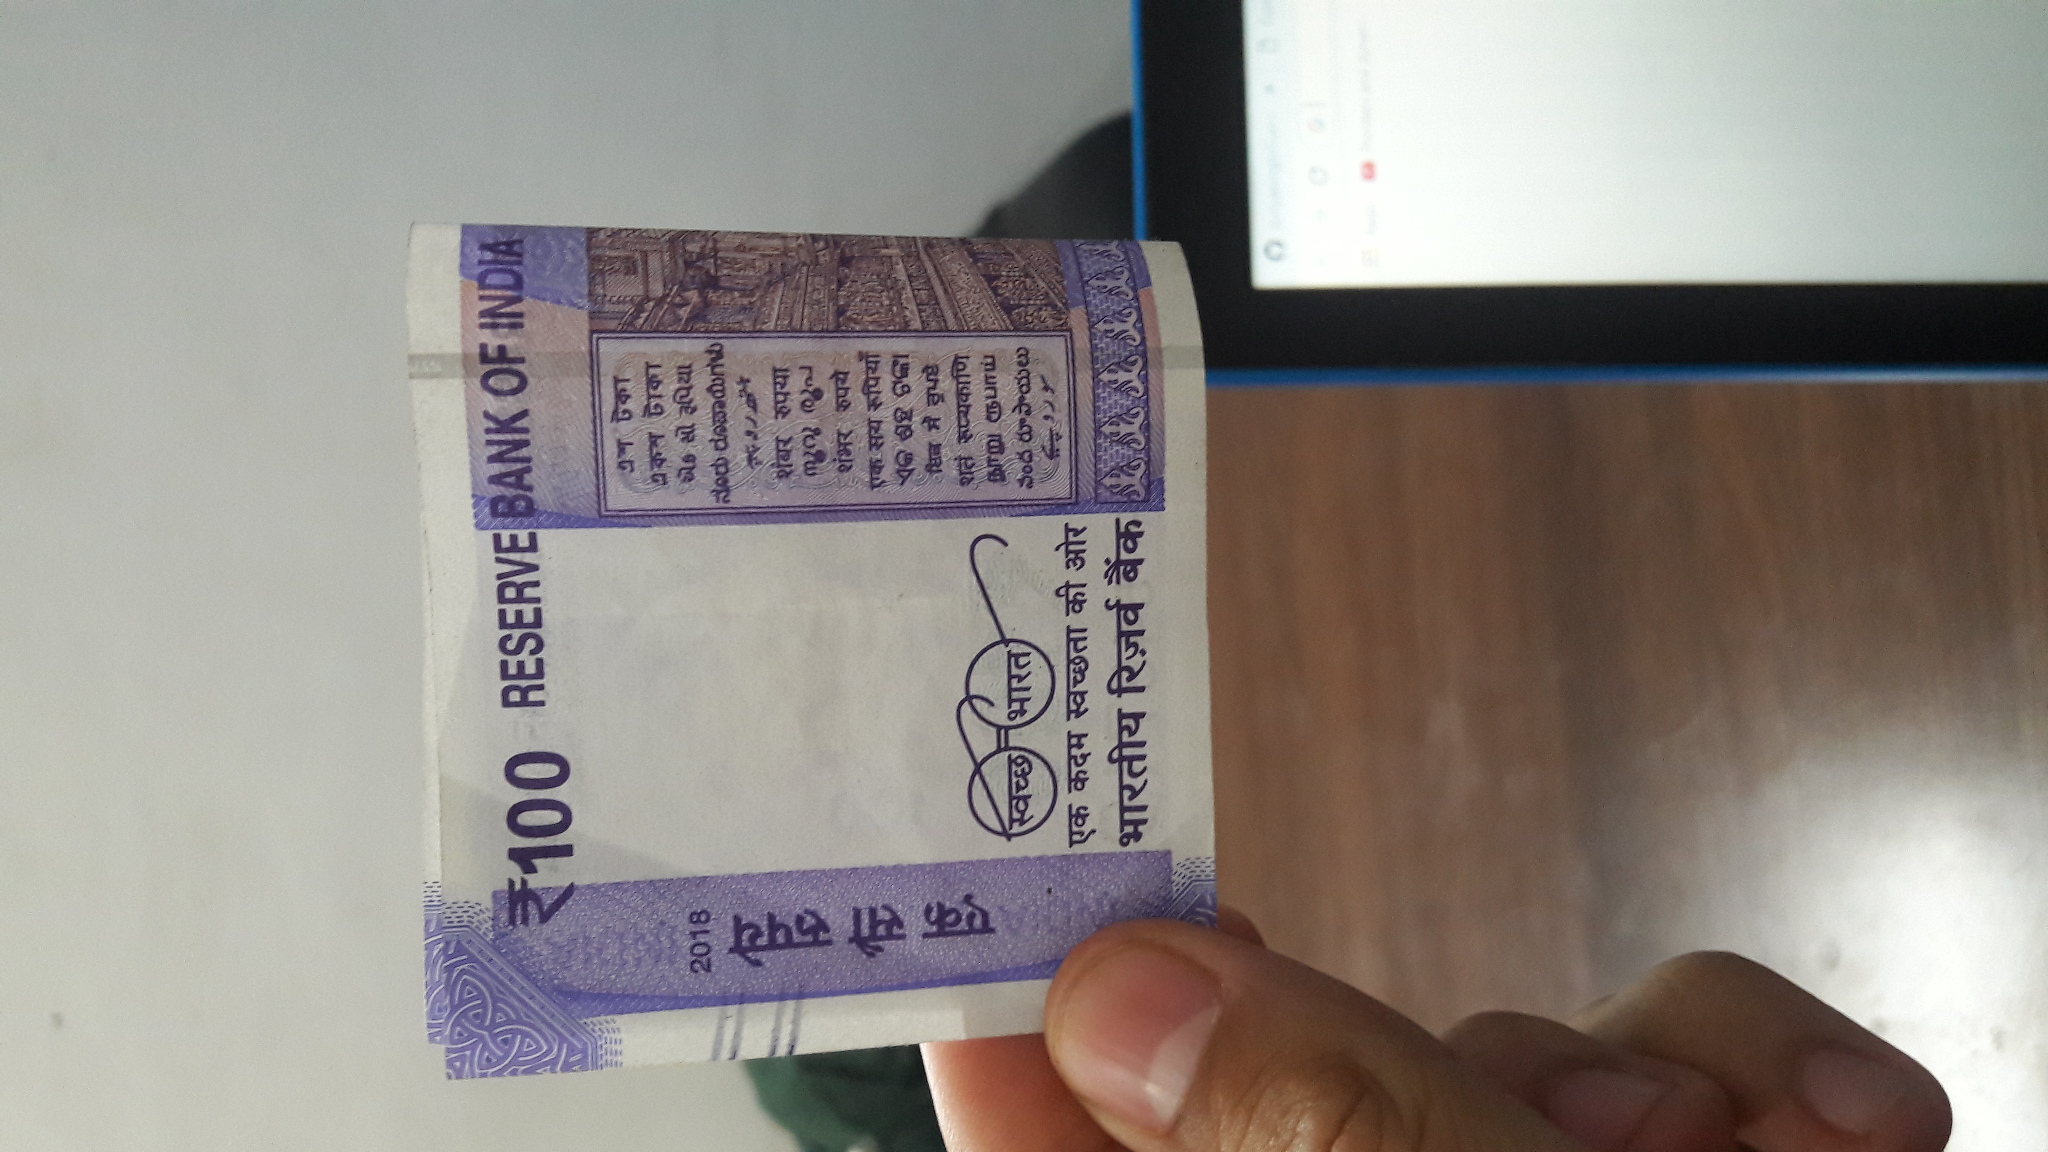 ₹100 RESERVE BANK OF INDIA
2018
एक सौ रुपये
এশ টকা
একশ টাকা
એક સો રૂપિયા
ನೂರು ರೂಪಾಯಿಗಳು
शंबर रुपया
നൂറു രൂപ
शंभर रुपये
एक सय रूपियाँ
ଏକ ଶହ ଟଙ୍କା
ਇਕ ਸੌ ਰੁਪਏ
शतं रूप्यकाणि
நூறு ரூபாய்
వంద రూపాయలు
स्वच्छ भारत
एक कदम स्वच्छता की ओर
भारतीय रिज़र्व बैंक